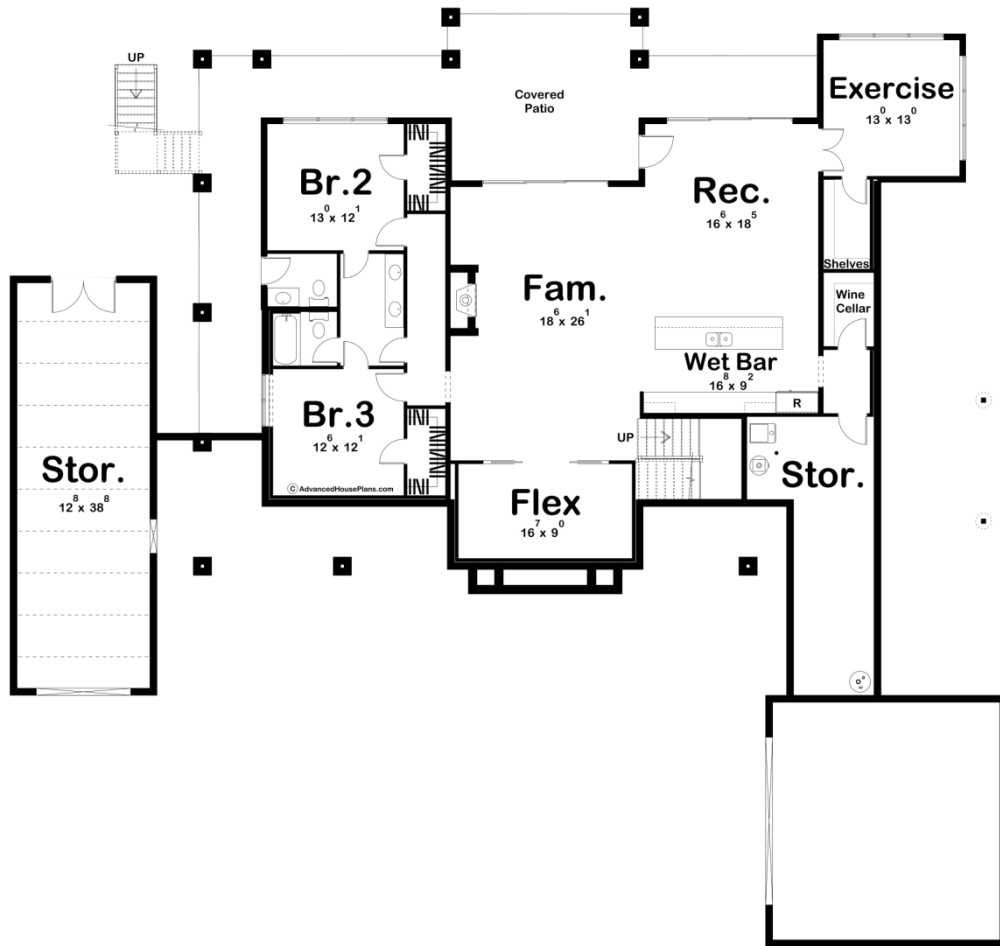 UP
Covered
Patio
Exercise
13⁰ x 13⁰
Br.2
13⁰ x 12¹
Rec.
16⁶ x 18⁵
Shelves
Fam.
18⁶ x 26¹
Wine
Cellar
Wet Bar
16⁸ x 9²
R
Br.3
12⁶ x 12¹
UP
Stor.
12⁸ x 38⁸
Stor.
© AdvancedHousePlans.com
Flex
16⁷ x 9⁰